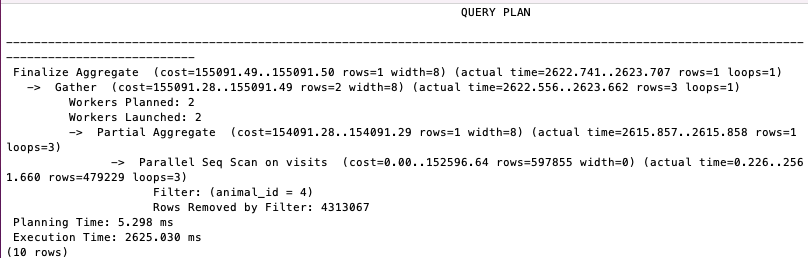 QUERY PLAN
------------------------------------------------------------------------------------------------------------------
---------------------------
Finalize Aggregate  (cost=155091.49..155091.50 rows=1 width=8) (actual time=2622.741..2623.707 rows=1 loops=1)
  ->  Gather  (cost=155091.28..155091.49 rows=2 width=8) (actual time=2622.556..2623.662 rows=3 loops=1)
        Workers Planned: 2
        Workers Launched: 2
        ->  Partial Aggregate  (cost=154091.28..154091.29 rows=1 width=8) (actual time=2615.857..2615.858 rows=1
loops=3)
              ->  Parallel Seq Scan on visits  (cost=0.00..152596.64 rows=597855 width=0) (actual time=0.226..256
1.660 rows=479229 loops=3)
                    Filter: (animal_id = 4)
                    Rows Removed by Filter: 4313067
Planning Time: 5.298 ms
Execution Time: 2625.030 ms
(10 rows)